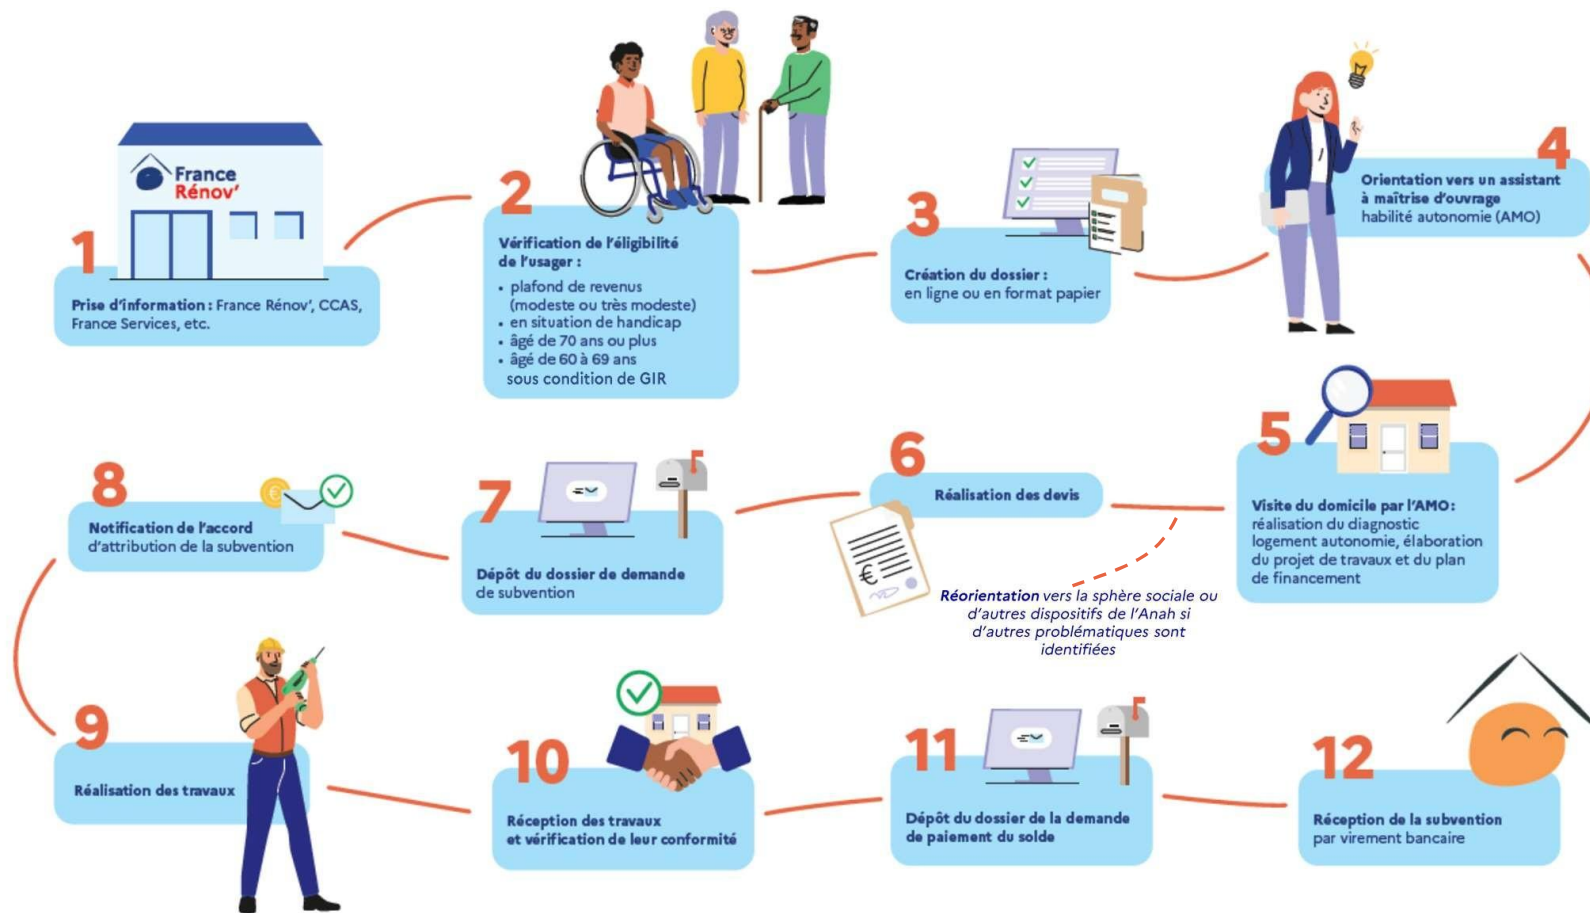 France
Rénov'
1
Prise d'information : France Rénov', CCAS,
France Services, etc.
2
Vérification de l'éligibilité
de l'usager :
• plafond de revenus
(modeste ou très modeste)
• en situation de handicap
• âgé de 70 ans ou plus
• âgé de 60 à 69 ans
sous condition de GIR
3
Création du dossier :
en ligne ou en format papier
4
Orientation vers un assistant
à maîtrise d'ouvrage
habilité autonomie (AMO)
5
Visite du domicile par l'AMO :
réalisation du diagnostic
logement autonomie, élaboration
du projet de travaux et du plan
de financement
6
Réalisation des devis
€
Réorientation vers la sphère sociale ou
d'autres dispositifs de l'Anah si
d'autres problématiques sont
identifiées
7
Dépôt du dossier de demande
de subvention
8
€
Notification de l'accord
d'attribution de la subvention
9
Réalisation des travaux
10
Réception des travaux
et vérification de leur conformité
11
Dépôt du dossier de la demande
de paiement du solde
12
Réception de la subvention
par virement bancaire